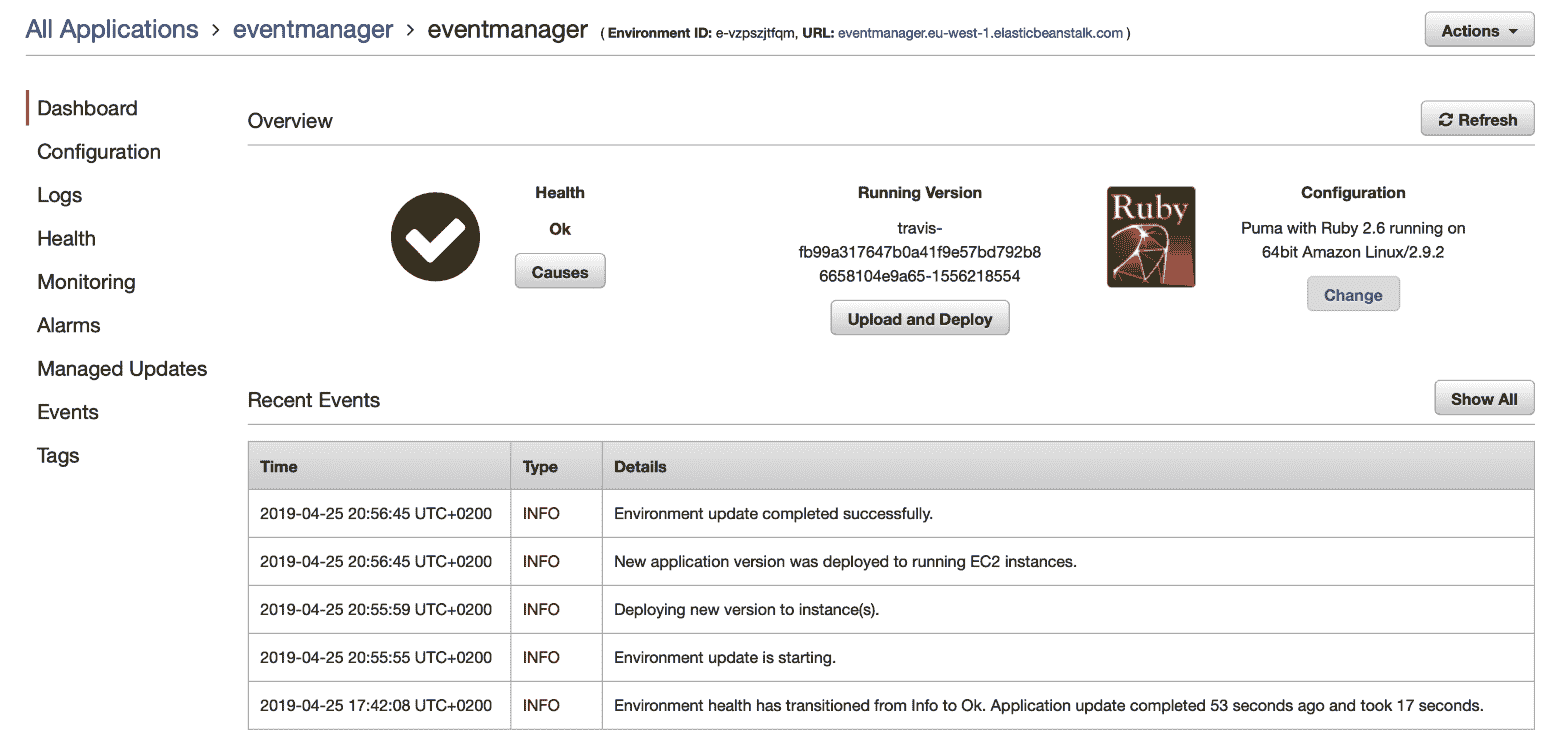 All Applications > eventmanager > eventmanager ( Environment ID: e-vzpszjtfqm, URL: eventmanager.eu-west-1.elasticbeanstalk.com )
Actions
Dashboard
Configuration
Logs
Health
Monitoring
Alarms
Managed Updates
Events
Tags
Overview
Refresh
Health
Ok
Causes
Running Version
travis-
fb99a317647b0a41f9e57bd792b8
6658104e9a65-1556218554
Upload and Deploy
Ruby
Configuration
Puma with Ruby 2.6 running on
64bit Amazon Linux/2.9.2
Change
Recent Events
Show All
Time Type Details
2019-04-25 20:56:45 UTC+0200 INFO Environment update completed successfully.
2019-04-25 20:56:45 UTC+0200 INFO New application version was deployed to running EC2 instances.
2019-04-25 20:55:59 UTC+0200 INFO Deploying new version to instance(s).
2019-04-25 20:55:55 UTC+0200 INFO Environment update is starting.
2019-04-25 17:42:08 UTC+0200 INFO Environment health has transitioned from Info to Ok. Application update completed 53 seconds ago and took 17 seconds.